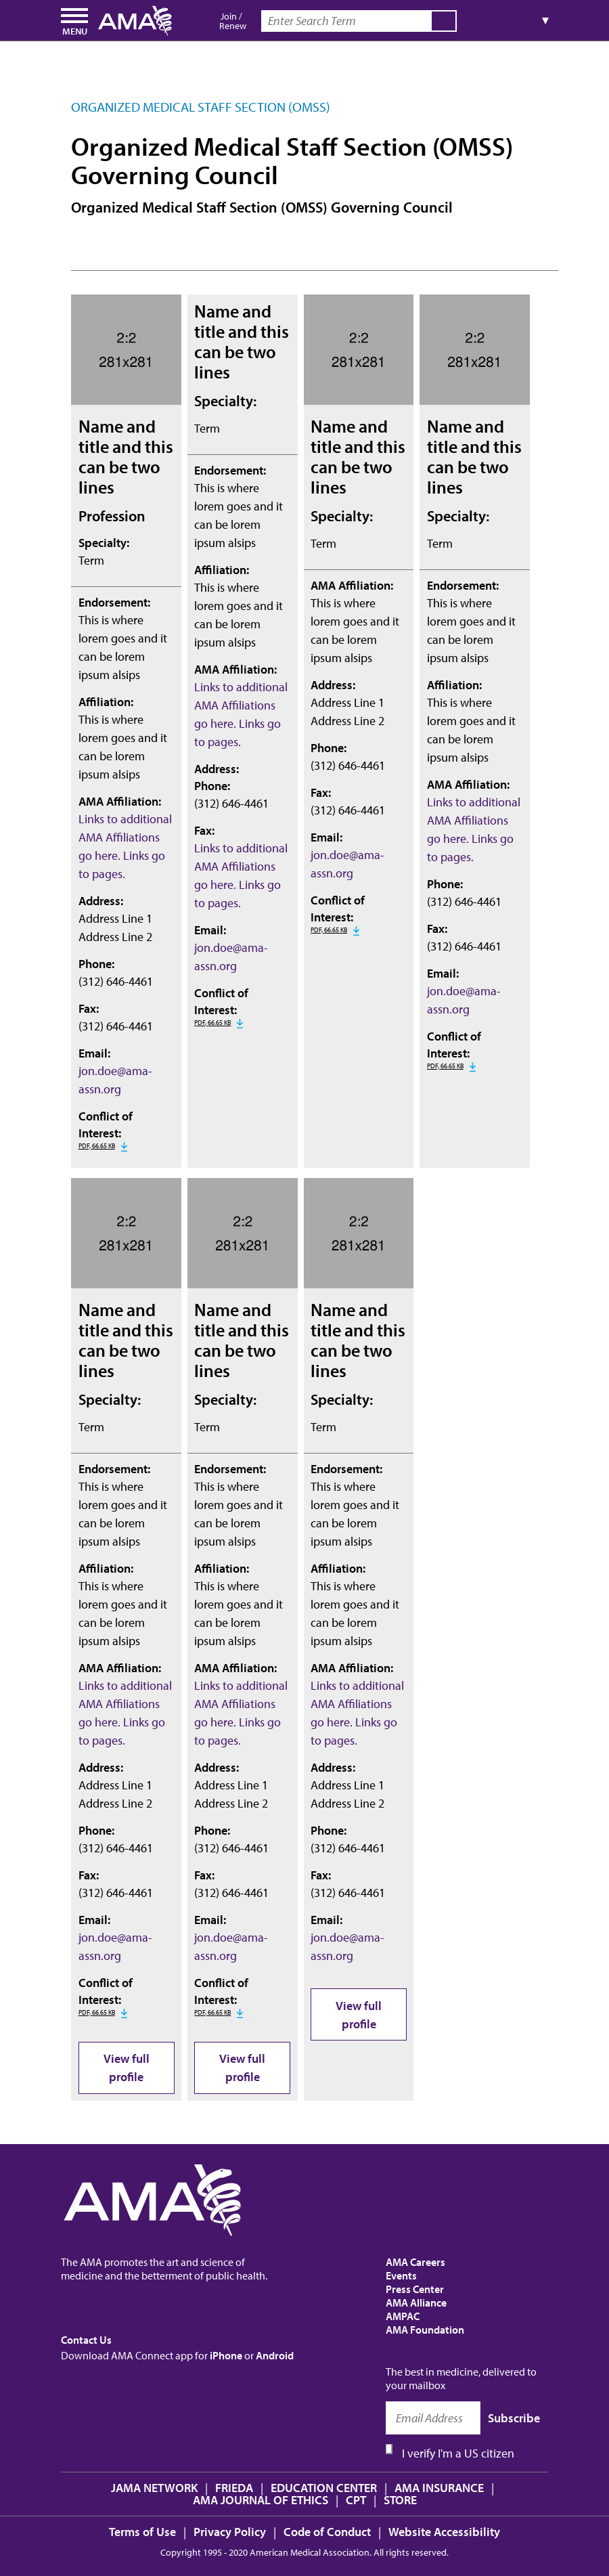 MENU
AMA
Join /
Renew
Enter Search Term
▼
ORGANIZED MEDICAL STAFF SECTION (OMSS)
Organized Medical Staff Section (OMSS)
Governing Council
Organized Medical Staff Section (OMSS) Governing Council
2:2
281x281
Name and
title and this
can be two
lines
Profession
Specialty:
Term
Endorsement:
This is where
lorem goes and it
can be lorem
ipsum alsips
Affiliation:
This is where
lorem goes and it
can be lorem
ipsum alsips
AMA Affiliation:
Links to additional
AMA Affiliations
go here. Links go
to pages.
Address:
Address Line 1
Address Line 2
Phone:
(312) 646-4461
Fax:
(312) 646-4461
Email:
jon.doe@ama-
assn.org
Conflict of
Interest:
PDF, 66.65 KB
Name and
title and this
can be two
lines
Specialty:
Term
Endorsement:
This is where
lorem goes and it
can be lorem
ipsum alsips
Affiliation:
This is where
lorem goes and it
can be lorem
ipsum alsips
AMA Affiliation:
Links to additional
AMA Affiliations
go here. Links go
to pages.
Address:
Phone:
(312) 646-4461
Fax:
Links to additional
AMA Affiliations
go here. Links go
to pages.
Email:
jon.doe@ama-
assn.org
Conflict of
Interest:
PDF, 66.65 KB
2:2
281x281
Name and
title and this
can be two
lines
Specialty:
Term
AMA Affiliation:
This is where
lorem goes and it
can be lorem
ipsum alsips
Address:
Address Line 1
Address Line 2
Phone:
(312) 646-4461
Fax:
(312) 646-4461
Email:
jon.doe@ama-
assn.org
Conflict of
Interest:
PDF, 66.65 KB
2:2
281x281
Name and
title and this
can be two
lines
Specialty:
Term
Endorsement:
This is where
lorem goes and it
can be lorem
ipsum alsips
Affiliation:
This is where
lorem goes and it
can be lorem
ipsum alsips
AMA Affiliation:
Links to additional
AMA Affiliations
go here. Links go
to pages.
Phone:
(312) 646-4461
Fax:
(312) 646-4461
Email:
jon.doe@ama-
assn.org
Conflict of
Interest:
PDF, 66.65 KB
2:2
281x281
Name and
title and this
can be two
lines
Specialty:
Term
Endorsement:
This is where
lorem goes and it
can be lorem
ipsum alsips
Affiliation:
This is where
lorem goes and it
can be lorem
ipsum alsips
AMA Affiliation:
Links to additional
AMA Affiliations
go here. Links go
to pages.
Address:
Address Line 1
Address Line 2
Phone:
(312) 646-4461
Fax:
(312) 646-4461
Email:
jon.doe@ama-
assn.org
Conflict of
Interest:
PDF, 66.65 KB
View full
profile
2:2
281x281
Name and
title and this
can be two
lines
Specialty:
Term
Endorsement:
This is where
lorem goes and it
can be lorem
ipsum alsips
Affiliation:
This is where
lorem goes and it
can be lorem
ipsum alsips
AMA Affiliation:
Links to additional
AMA Affiliations
go here. Links go
to pages.
Address:
Address Line 1
Address Line 2
Phone:
(312) 646-4461
Fax:
(312) 646-4461
Email:
jon.doe@ama-
assn.org
Conflict of
Interest:
PDF, 66.65 KB
View full
profile
2:2
281x281
Name and
title and this
can be two
lines
Specialty:
Term
Endorsement:
This is where
lorem goes and it
can be lorem
ipsum alsips
Affiliation:
This is where
lorem goes and it
can be lorem
ipsum alsips
AMA Affiliation:
Links to additional
AMA Affiliations
go here. Links go
to pages.
Address:
Address Line 1
Address Line 2
Phone:
(312) 646-4461
Fax:
(312) 646-4461
Email:
jon.doe@ama-
assn.org
View full
profile
AMA
The AMA promotes the art and science of
medicine and the betterment of public health.
Contact Us
Download AMA Connect app for iPhone or Android
AMA Careers
Events
Press Center
AMA Alliance
AMPAC
AMA Foundation
The best in medicine, delivered to
your mailbox
Email Address Subscribe
I verify I'm a US citizen
JAMA NETWORK | FRIEDA | EDUCATION CENTER | AMA INSURANCE |
AMA JOURNAL OF ETHICS | CPT | STORE
Terms of Use | Privacy Policy | Code of Conduct | Website Accessibility
Copyright 1995 - 2020 American Medical Association. All rights reserved.